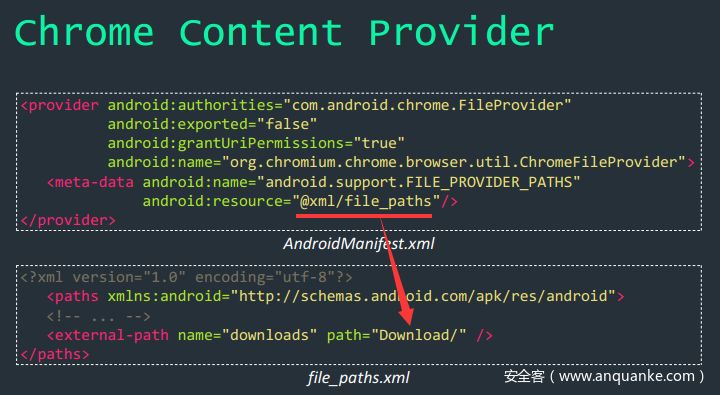 Chrome Content Provider
<provider android:authorities="com.android.chrome.FileProvider"
android:exported="false"
android:grantUriPermissions="true"
android:name="org.chromium.chrome.browser.util.ChromeFileProvider">
<meta-data android:name="android.support.FILE_PROVIDER_PATHS"
android:resource="@xml/file_paths"/>
</provider>
AndroidManifest.xml
<?xml version="1.0" encoding="utf-8"?>
<paths xmlns:android="http://schemas.android.com/apk/res/android">
<!-- ... -->
<external-path name="downloads" path="Download/" />
</paths>
file_paths.xml
安全客（www.anquanke.com）